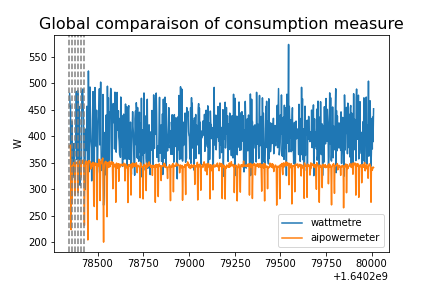 Global comparaison of consumption measure
550
500
450
400
350
300
250
200
W
wattmetre
aipowermeter
78500 78750 79000 79250 79500 79750 80000
+1.6402e9